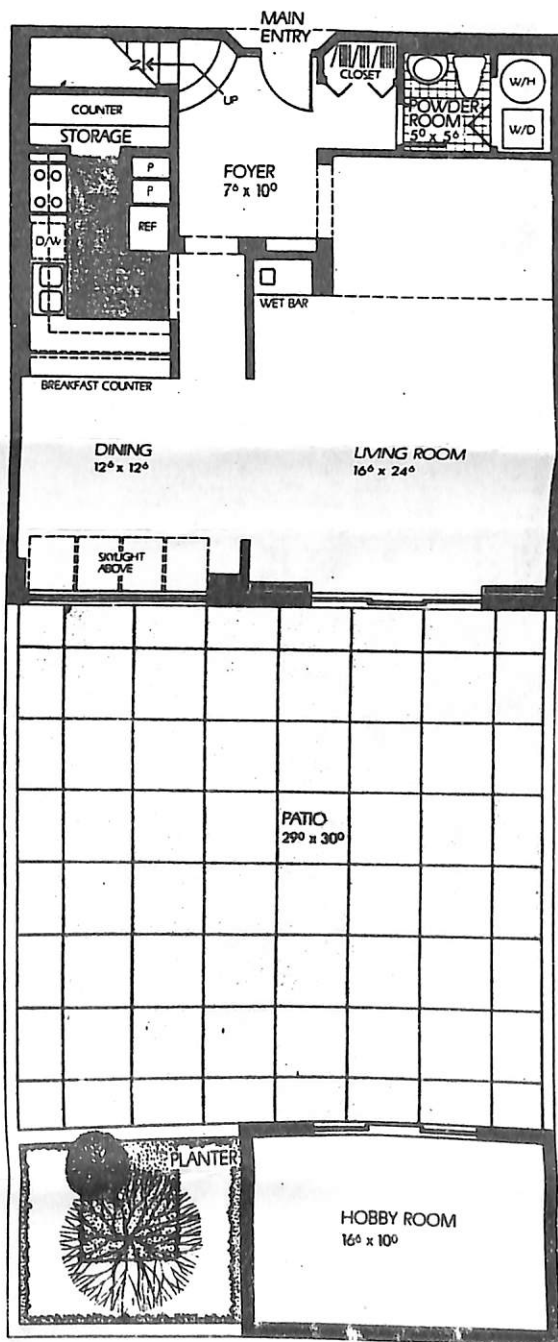 MAIN
ENTRY
CLOSET
W/H
COUNTER
UP
POWDER
ROOM
5⁰ x 5⁶
W/D
STORAGE
P
P
FOYER
7⁶ x 10⁰
D/W
REF
WET BAR
BREAKFAST COUNTER
DINING
12⁶ x 12⁶
LIVING ROOM
16⁶ x 24⁶
SKYLIGHT
ABOVE
PATIO
29⁰ x 30⁰
PLANTER
HOBBY ROOM
16⁶ x 10⁰